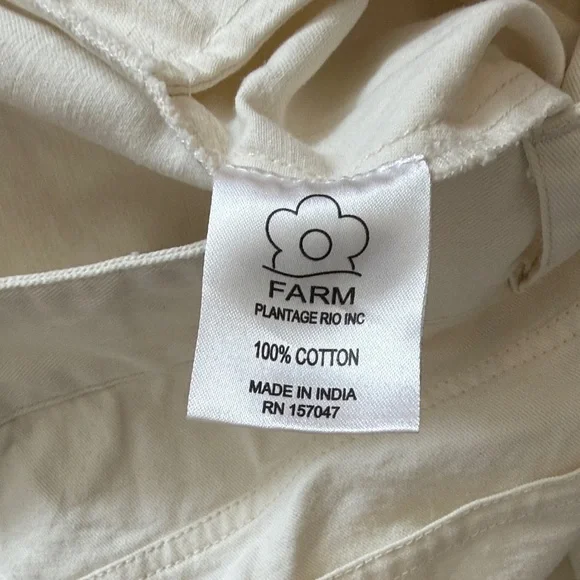 FARM
PLANTAGE RIO INC
100% COTTON
MADE IN INDIA
RN 157047